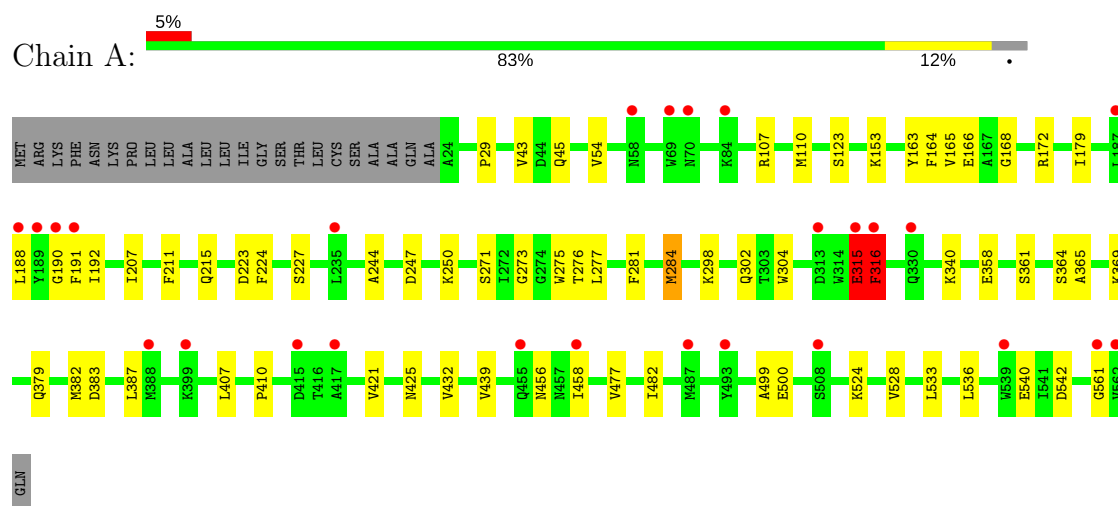 5%
Chain A:
83% 12% •
MET ARG LYS PHE ASN LYS PRO LEU LEU ALA LEU LEU ILE GLY SER THR LEU CYS SER ALA ALA GLN ALA A24 P29 V43 D44 Q45 V54 N58 W69 N70 K84 R107 M110 S123 K153 Y163 F164 V165 E166 A167 G168 R172 I179 L187
L188 Y189 G190 F191 I192 I207 F211 Q215 D223 F224 S227 L235 A244 D247 K250 S271 I272 G273 G274 W275 T276 L277 F281 M284 K298 Q302 T303 W304 D313 W314 E315 F316 Q330 K340 E358 S361 S364 A365 K369
Q379 M382 D383 L387 M388 K399 L407 P410 D415 T416 A417 V421 N425 V432 V439 Q455 N456 N457 I458 V477 I482 M487 Y493 A499 E500 S508 K524 V528 L533 L536 W539 E540 I541 D542 G561 V562
GLN